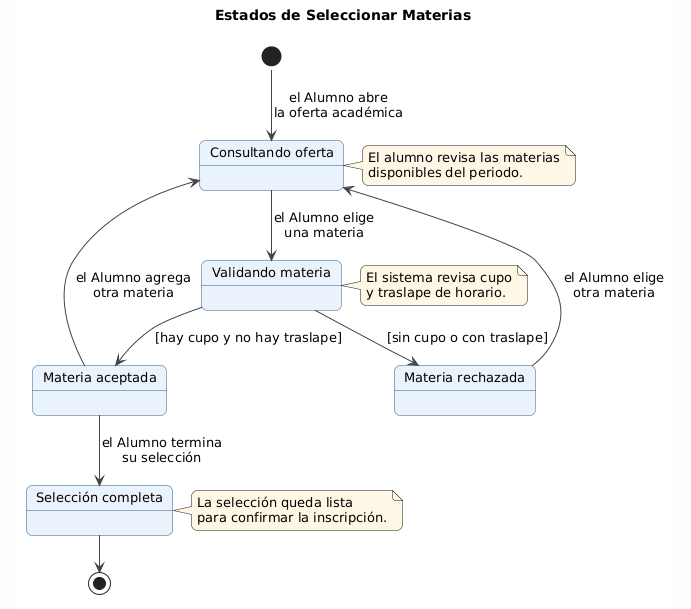 Estados de Seleccionar Materias
el Alumno abre
la oferta académica
Consultando oferta
El alumno revisa las materias
disponibles del periodo.
el Alumno elige
una materia
Validando materia
El sistema revisa cupo
y traslape de horario.
el Alumno agrega
otra materia
el Alumno elige
otra materia
[hay cupo y no hay traslape]
[sin cupo o con traslape]
Materia aceptada
Materia rechazada
el Alumno termina
su selección
Selección completa
La selección queda lista
para confirmar la inscripción.